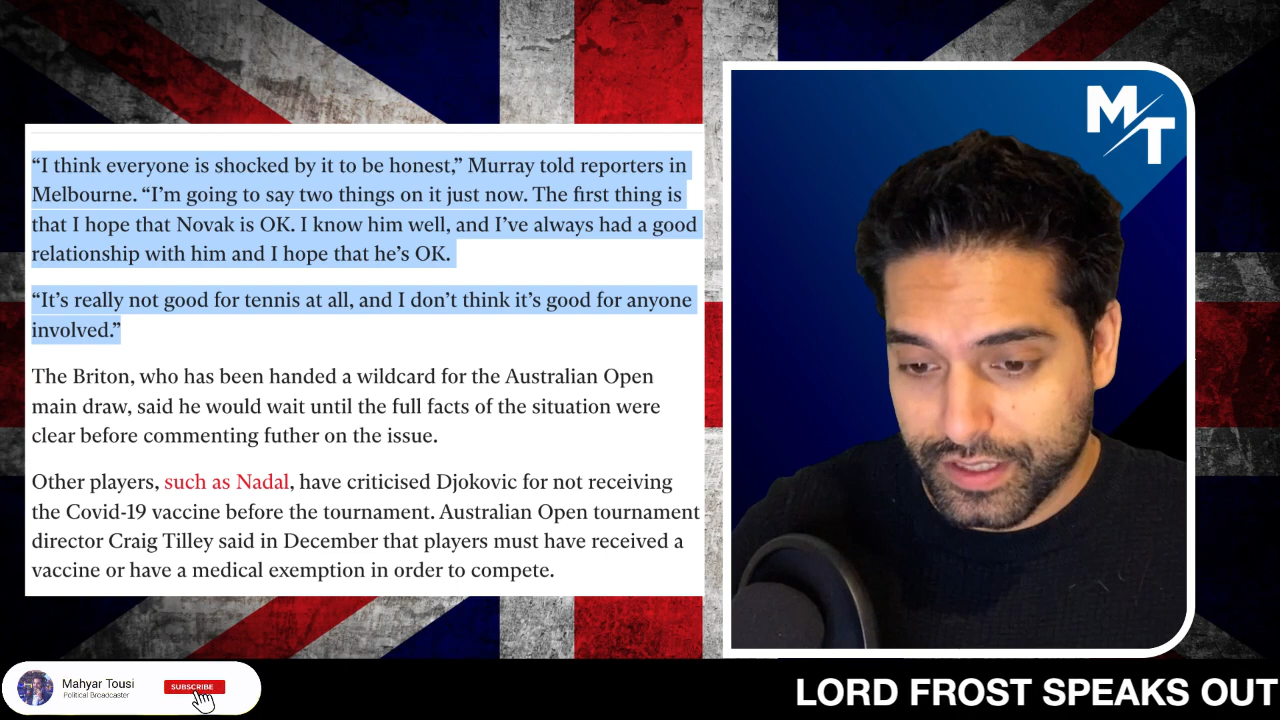 “I think everyone is shocked by it to be honest,” Murray told reporters in
Melbourne. “I’m going to say two things on it just now. The first thing is
that I hope that Novak is OK. I know him well, and I’ve always had a good
relationship with him and I hope that he’s OK.
“It’s really not good for tennis at all, and I don’t think it’s good for anyone
involved.”
The Briton, who has been handed a wildcard for the Australian Open
main draw, said he would wait until the full facts of the situation were
clear before commenting futher on the issue.
Other players, such as Nadal, have criticised Djokovic for not receiving
the Covid-19 vaccine before the tournament. Australian Open tournament
director Craig Tilley said in December that players must have received a
vaccine or have a medical exemption in order to compete.
M/T
Mahyar Tousi
Political Broadcaster
SUBSCRIBE
LORD FROST SPEAKS OUT